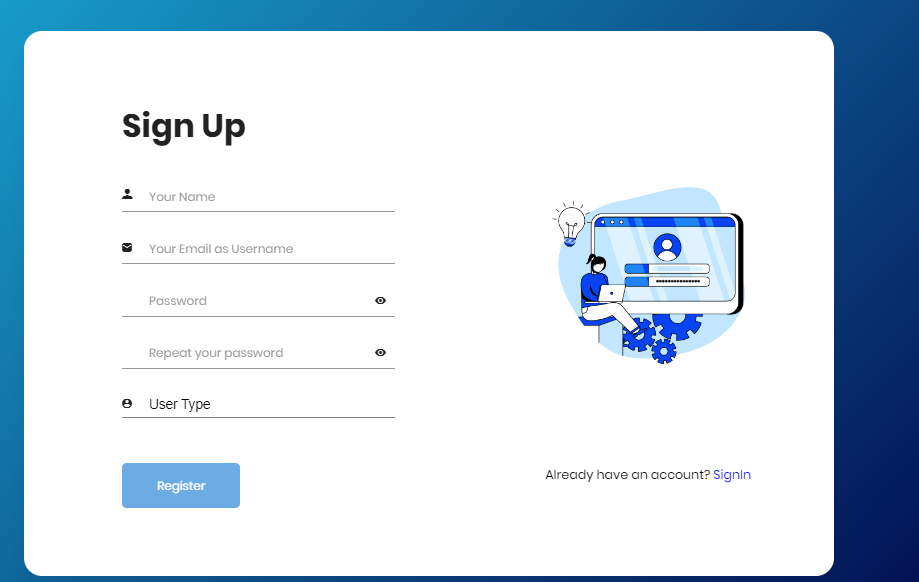 Sign Up
Your Name
Your Email as Username
Password
Repeat your password
User Type
Register
Already have an account? SignIn